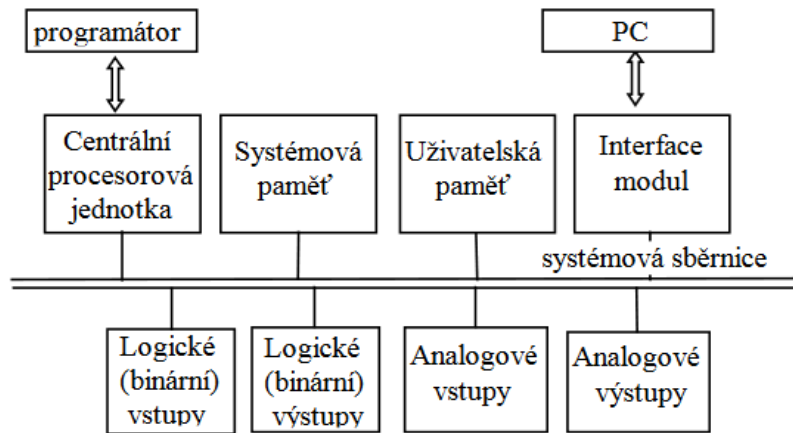 programátor
PC
Centrální
procesorová
jednotka
Systémová
paměť
Uživatelská
paměť
Interface
modul
systémová sběrnice
Logické
(binární)
vstupy
Logické
(binární)
výstupy
Analogové
vstupy
Analogové
výstupy